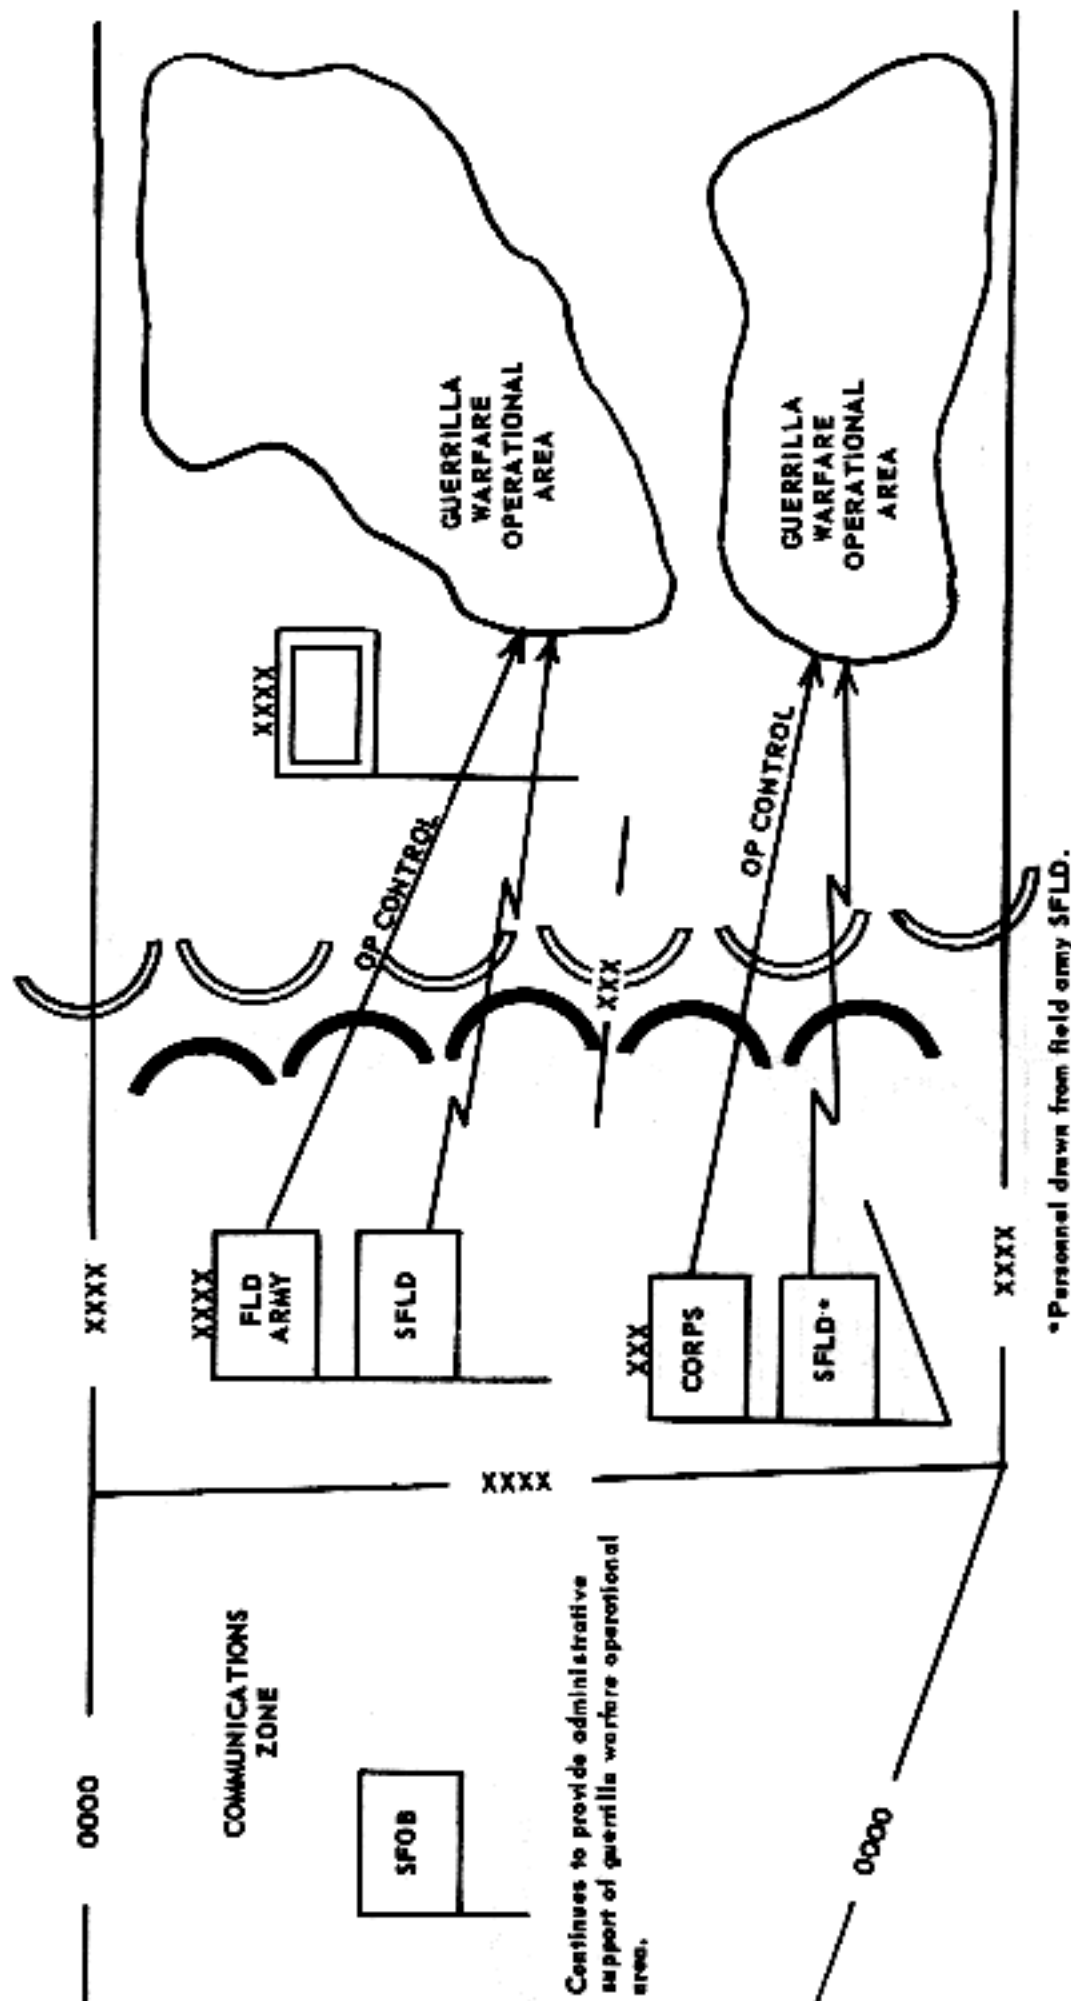 0000
XXXX
COMMUNICATIONS
ZONE
SFOB
Continues to provide administrative
support of guerrilla warfare operational
area.
0000
XXXX
XXXX
FLD
ARMY
SFLD
XXX
CORPS
SFLD*
XXXX
OP CONTROL
XXX
OP CONTROL
XXXX
GUERRILLA
WARFARE
OPERATIONAL
AREA
GUERRILLA
WARFARE
OPERATIONAL
AREA
*Personnel drawn from field army SFLD.